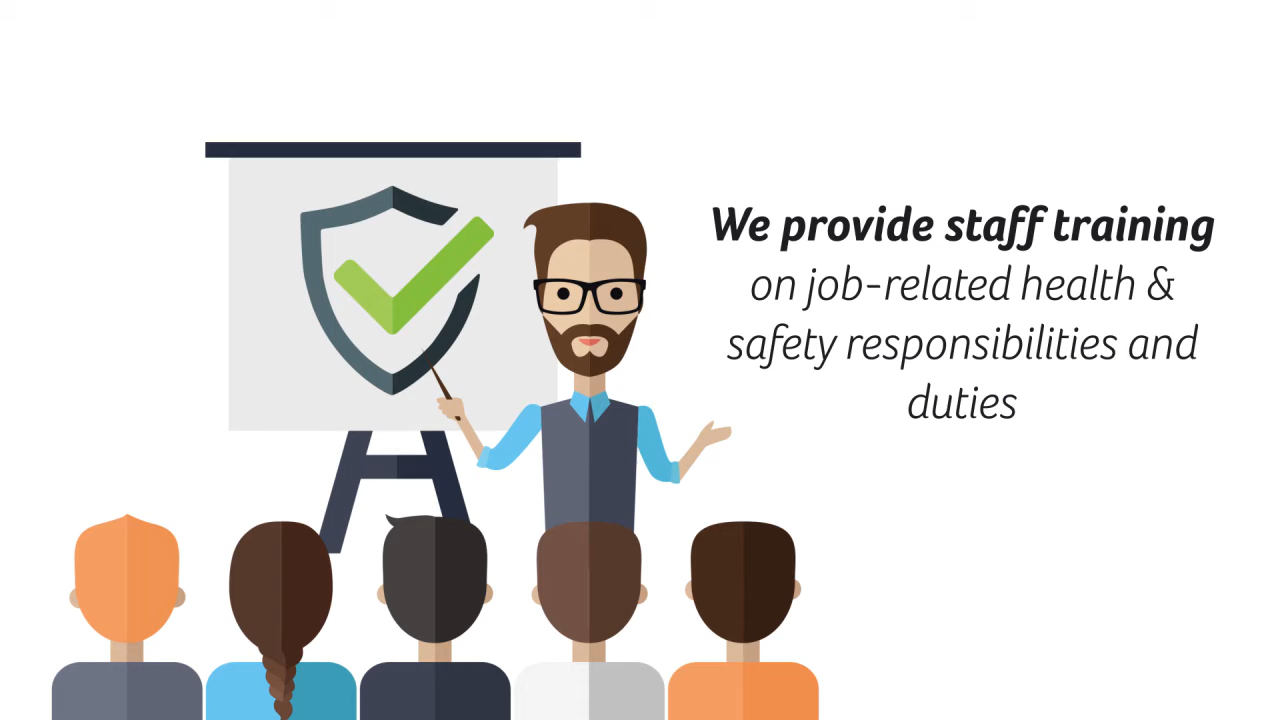 We provide staff training
on job-related health &
safety responsibilities and
duties